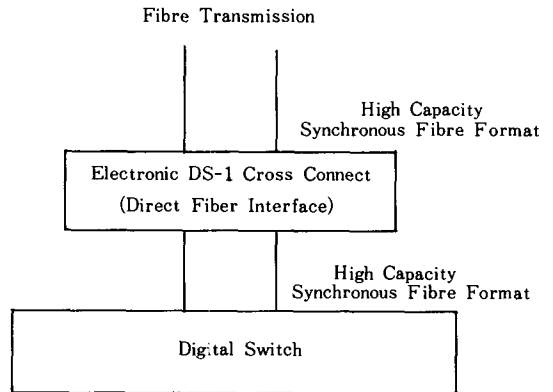 Fibre Transmission
High Capacity
Synchronous Fibre Format
Electronic DS-1 Cross Connect
(Direct Fiber Interface)
High Capacity
Synchronous Fibre Format
Digital Switch